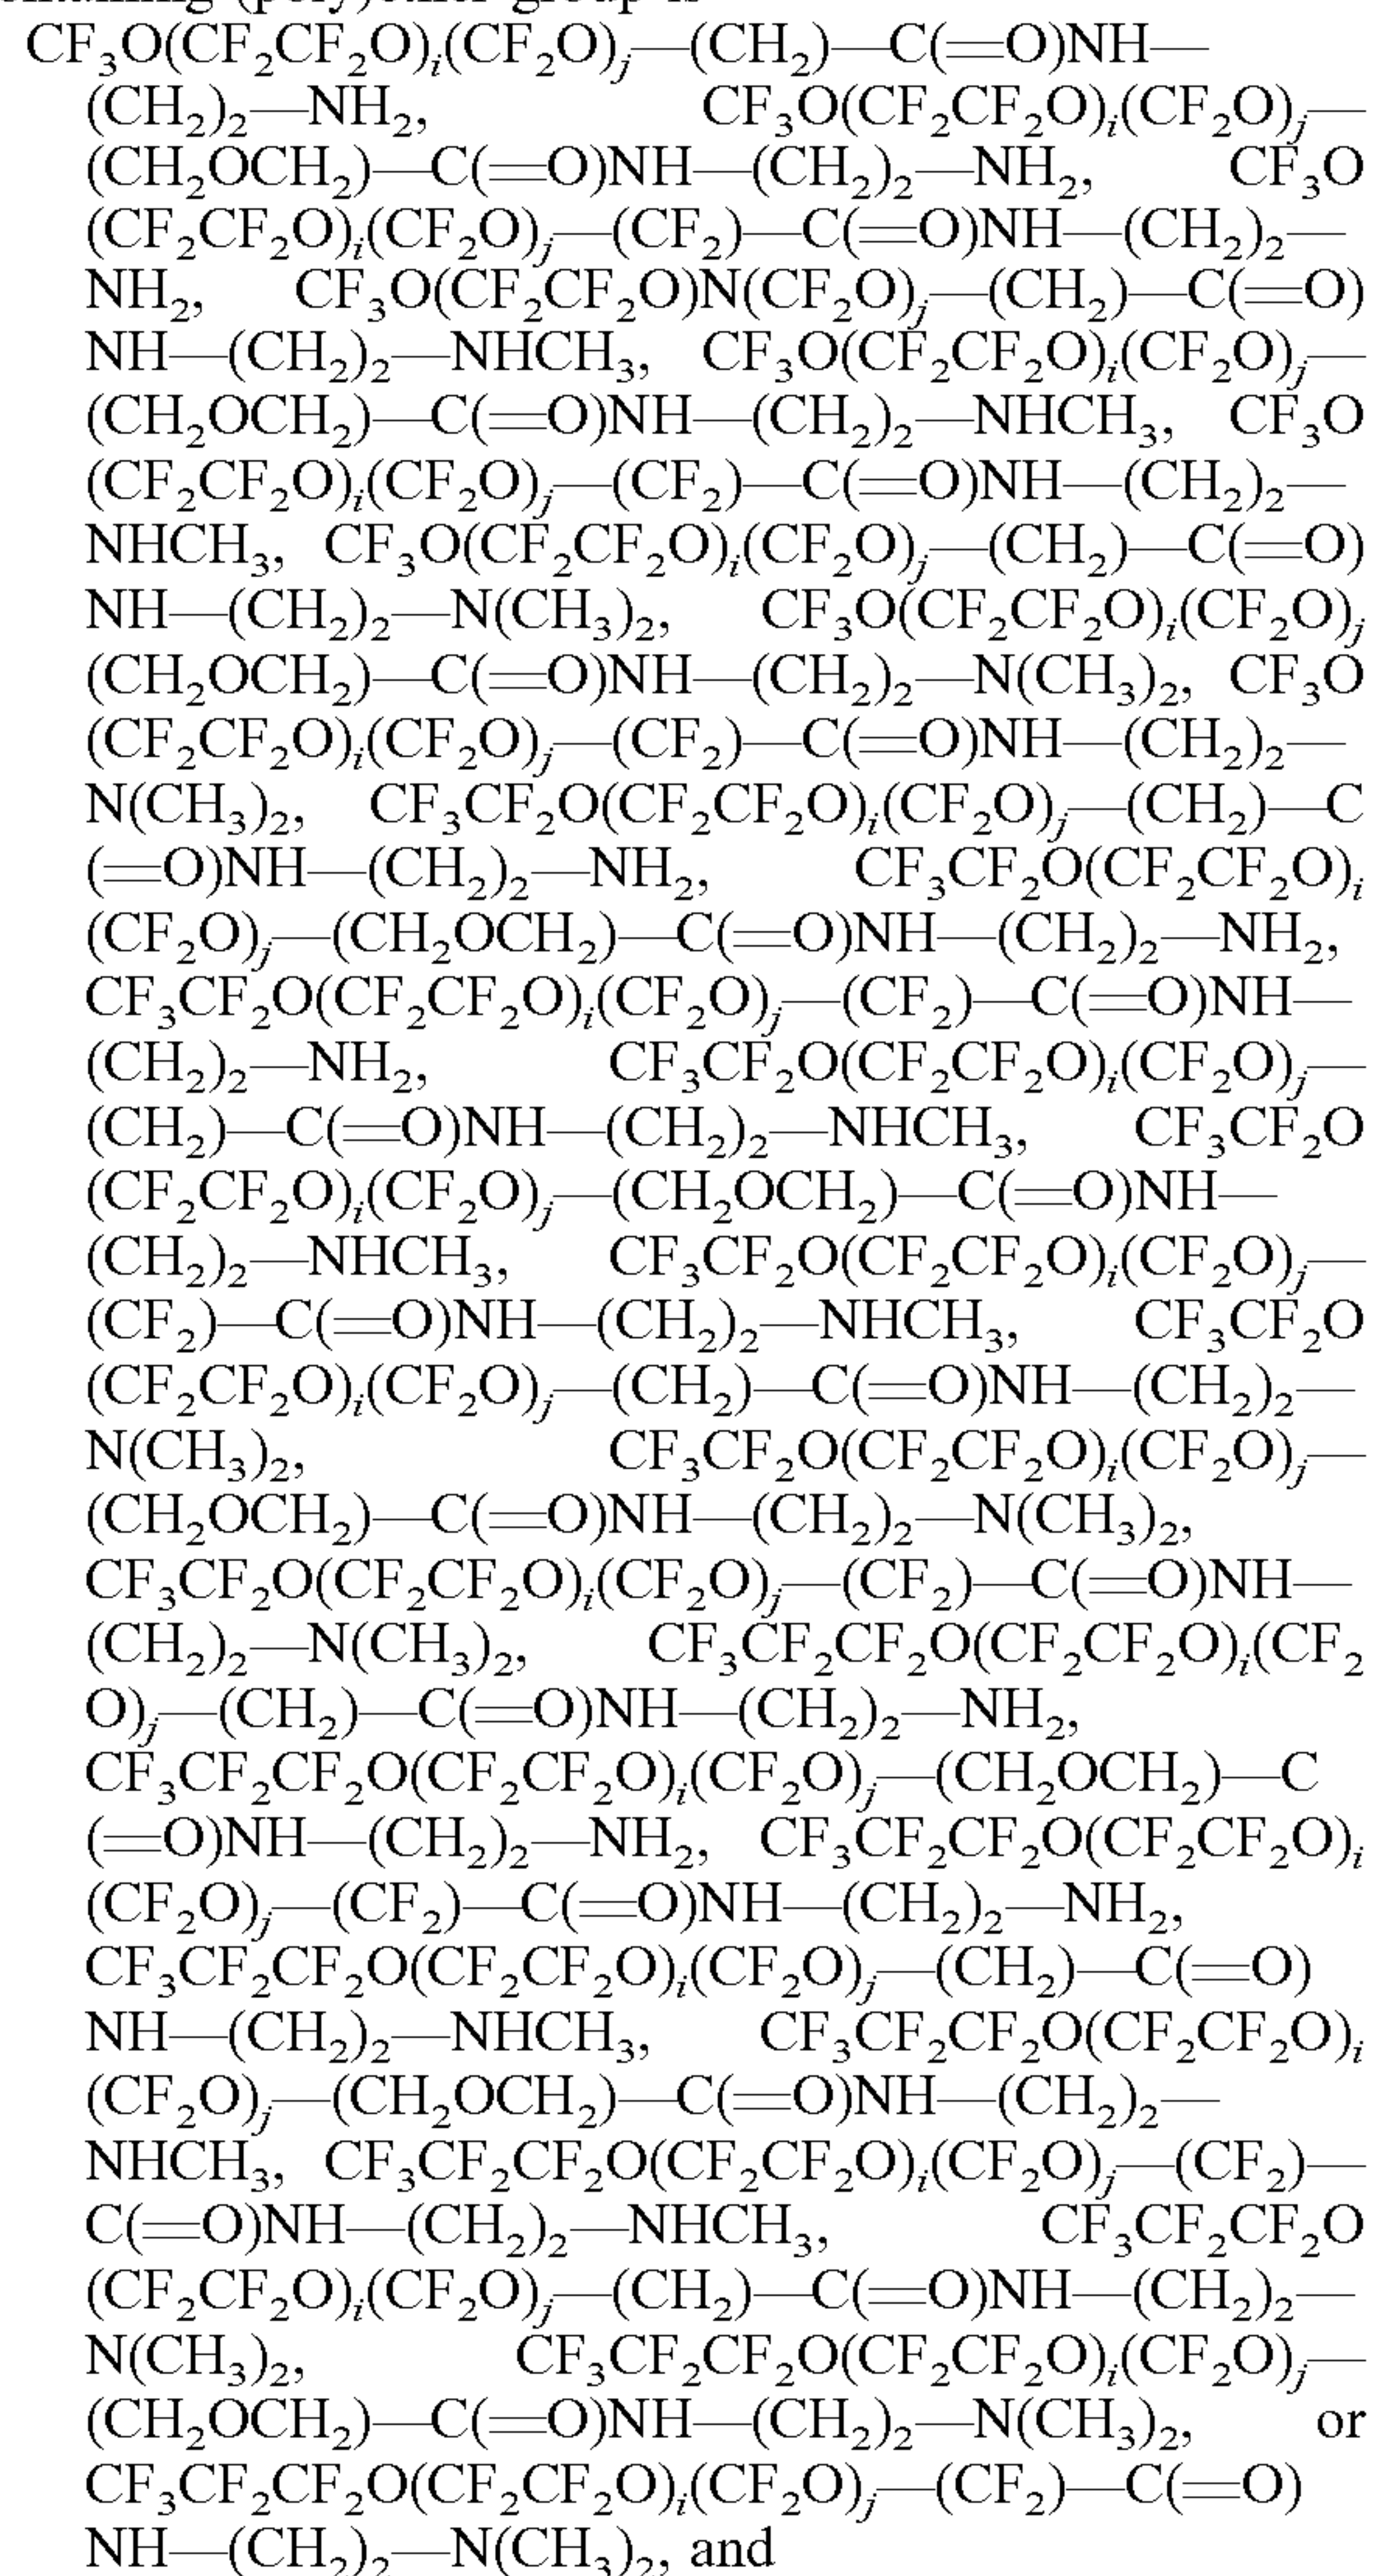 CF₃O(CF₂CF₂O)ᵢ(CF₂O)ⱼ—(CH₂)—C(═O)NH—
(CH₂)₂—NH₂, CF₃O(CF₂CF₂O)ᵢ(CF₂O)ⱼ—
(CH₂OCH₂)—C(═O)NH—(CH₂)₂—NH₂, CF₃O
(CF₂CF₂O)ᵢ(CF₂O)ⱼ—(CF₂)—C(═O)NH—(CH₂)₂—
NH₂, CF₃O(CF₂CF₂O)N(CF₂O)ⱼ—(CH₂)—C(═O)
NH—(CH₂)₂—NHCH₃, CF₃O(CF₂CF₂O)ᵢ(CF₂O)ⱼ—
(CH₂OCH₂)—C(═O)NH—(CH₂)₂—NHCH₃, CF₃O
(CF₂CF₂O)ᵢ(CF₂O)ⱼ—(CF₂)—C(═O)NH—(CH₂)₂—
NHCH₃, CF₃O(CF₂CF₂O)ᵢ(CF₂O)ⱼ—(CH₂)—C(═O)
NH—(CH₂)₂—N(CH₃)₂, CF₃O(CF₂CF₂O)ᵢ(CF₂O)ⱼ
(CH₂OCH₂)—C(═O)NH—(CH₂)₂—N(CH₃)₂, CF₃O
(CF₂CF₂O)ᵢ(CF₂O)ⱼ—(CF₂)—C(═O)NH—(CH₂)₂—
N(CH₃)₂, CF₃CF₂O(CF₂CF₂O)ᵢ(CF₂O)ⱼ—(CH₂)—C
(═O)NH—(CH₂)₂—NH₂, CF₃CF₂O(CF₂CF₂O)ᵢ
(CF₂O)ⱼ—(CH₂OCH₂)—C(═O)NH—(CH₂)₂—NH₂,
CF₃CF₂O(CF₂CF₂O)ᵢ(CF₂O)ⱼ—(CF₂)—C(═O)NH—
(CH₂)₂—NH₂, CF₃CF₂O(CF₂CF₂O)ᵢ(CF₂O)ⱼ—
(CH₂)—C(═O)NH—(CH₂)₂—NHCH₃, CF₃CF₂O
(CF₂CF₂O)ᵢ(CF₂O)ⱼ—(CH₂OCH₂)—C(═O)NH—
(CH₂)₂—NHCH₃, CF₃CF₂O(CF₂CF₂O)ᵢ(CF₂O)ⱼ—
(CF₂)—C(═O)NH—(CH₂)₂—NHCH₃, CF₃CF₂O
(CF₂CF₂O)ᵢ(CF₂O)ⱼ—(CH₂)—C(═O)NH—(CH₂)₂—
N(CH₃)₂, CF₃CF₂O(CF₂CF₂O)ᵢ(CF₂O)ⱼ—
(CH₂OCH₂)—C(═O)NH—(CH₂)₂—N(CH₃)₂,
CF₃CF₂O(CF₂CF₂O)ᵢ(CF₂O)ⱼ—(CF₂)—C(═O)NH—
(CH₂)₂—N(CH₃)₂, CF₃CF₂CF₂O(CF₂CF₂O)ᵢ(CF₂
O)ⱼ—(CH₂)—C(═O)NH—(CH₂)₂—NH₂,
CF₃CF₂CF₂O(CF₂CF₂O)ᵢ(CF₂O)ⱼ—(CH₂OCH₂)—C
(═O)NH—(CH₂)₂—NH₂, CF₃CF₂CF₂O(CF₂CF₂O)ᵢ
(CF₂O)ⱼ—(CF₂)—C(═O)NH—(CH₂)₂—NH₂,
CF₃CF₂CF₂O(CF₂CF₂O)ᵢ(CF₂O)ⱼ—(CH₂)—C(═O)
NH—(CH₂)₂—NHCH₃, CF₃CF₂CF₂O(CF₂CF₂O)ᵢ
(CF₂O)ⱼ—(CH₂OCH₂)—C(═O)NH—(CH₂)₂—
NHCH₃, CF₃CF₂CF₂O(CF₂CF₂O)ᵢ(CF₂O)ⱼ—(CF₂)—
C(═O)NH—(CH₂)₂—NHCH₃, CF₃CF₂CF₂O
(CF₂CF₂O)ᵢ(CF₂O)ⱼ—(CH₂)—C(═O)NH—(CH₂)₂—
N(CH₃)₂, CF₃CF₂CF₂O(CF₂CF₂O)ᵢ(CF₂O)ⱼ—
(CH₂OCH₂)—C(═O)NH—(CH₂)₂—N(CH₃)₂, or
CF₃CF₂CF₂O(CF₂CF₂O)ᵢ(CF₂O)ⱼ—(CF₂)—C(═O)
NH—(CH₂)₂—N(CH₃)₂, and